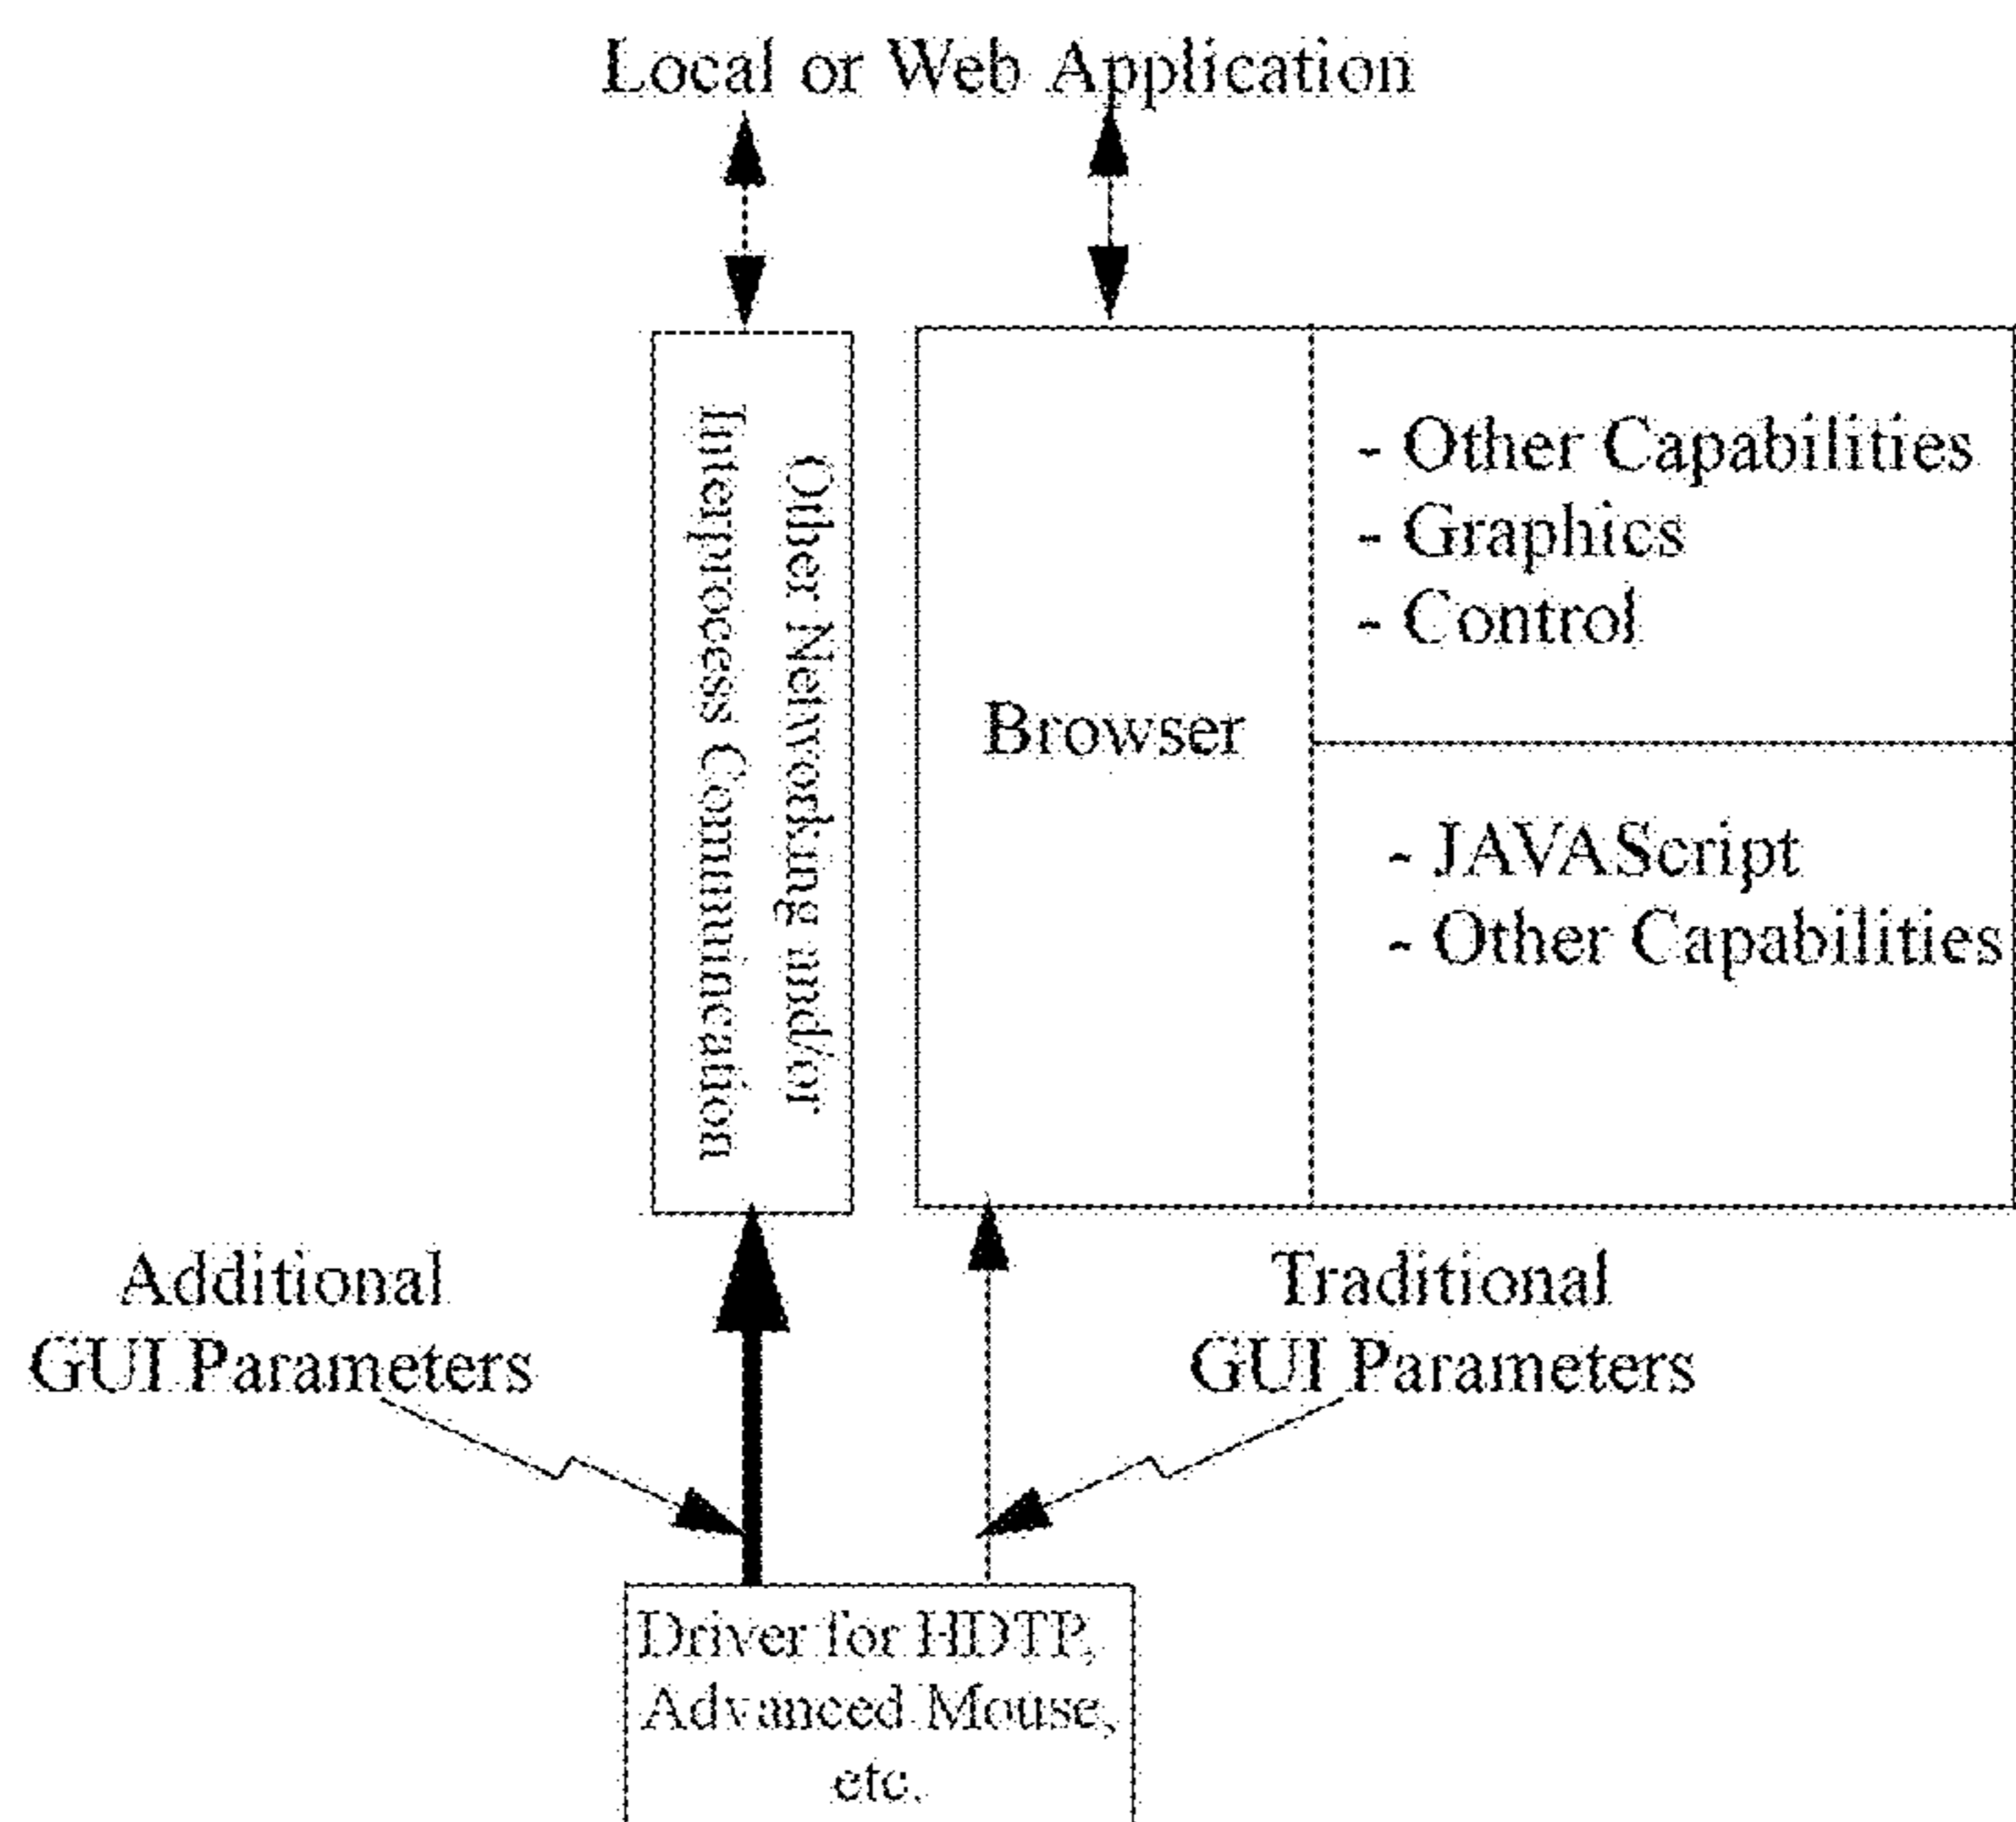 Local or Web Application
Other Networking and/or
Interprocess Communication
Browser
- Other Capabilities
- Graphics
- Control
- JAVAScript
- Other Capabilities
Additional
GUI Parameters
Traditional
GUI Parameters
Driver for HDTP,
Advanced Mouse,
etc.